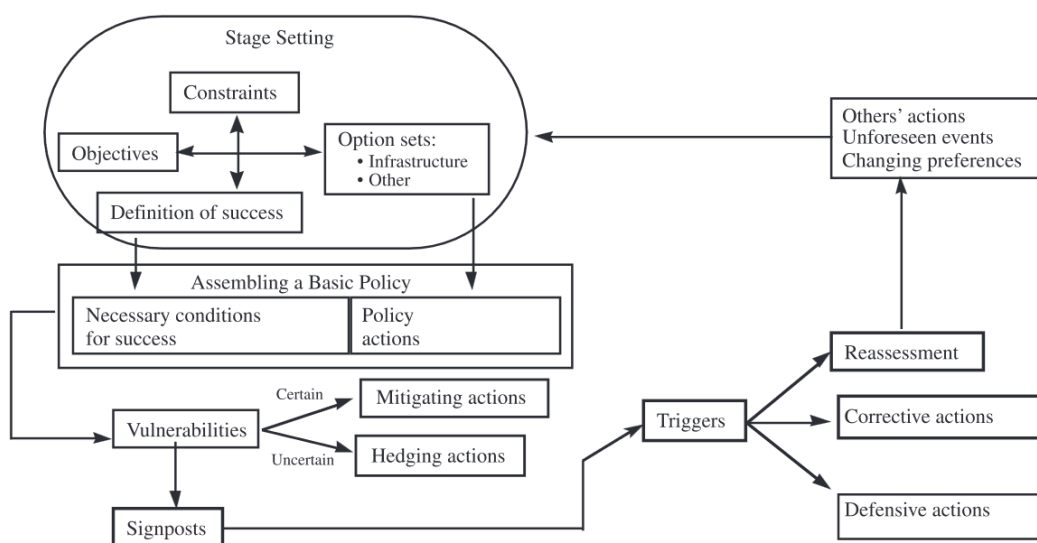 Stage Setting
Constraints
Objectives
Option sets:
• Infrastructure
• Other
Definition of success
Others' actions
Unforeseen events
Changing preferences
Assembling a Basic Policy
Necessary conditions
for success
Policy
actions
Reassessment
Certain
Mitigating actions
Vulnerabilities
Triggers
Corrective actions
Uncertain
Hedging actions
Signposts
Defensive actions